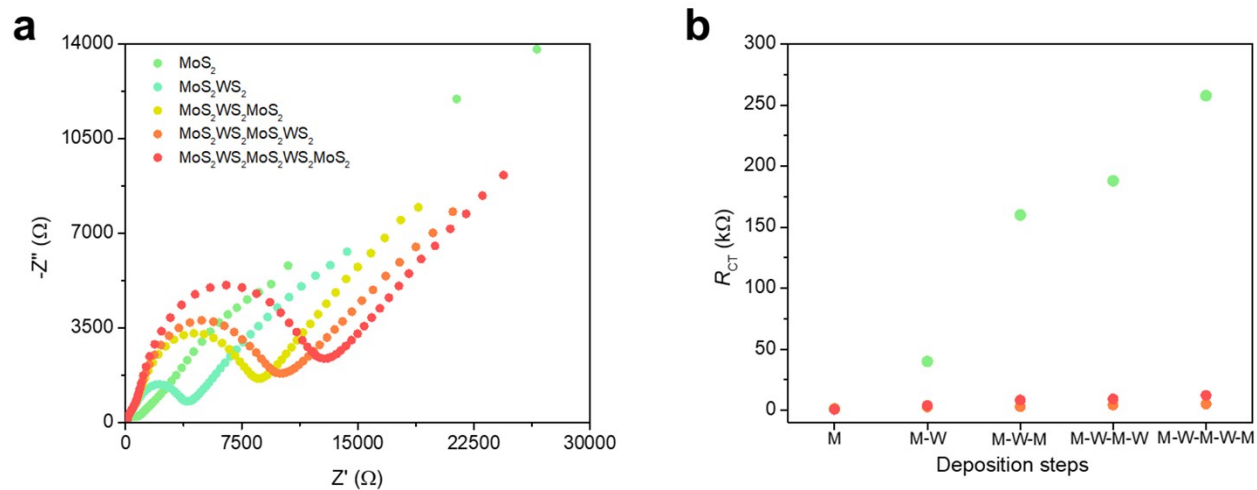 a
14000
10500
7000
3500
0
-Z" (Ω)
MoS₂
MoS₂WS₂
MoS₂WS₂MoS₂
MoS₂WS₂MoS₂WS₂
MoS₂WS₂MoS₂WS₂MoS₂
0 7500 15000 22500 30000
Z' (Ω)
b
300
250
200
150
100
50
0
R_CT (kΩ)
M M-W M-W-M M-W-M-W M-W-M-W-M
Deposition steps